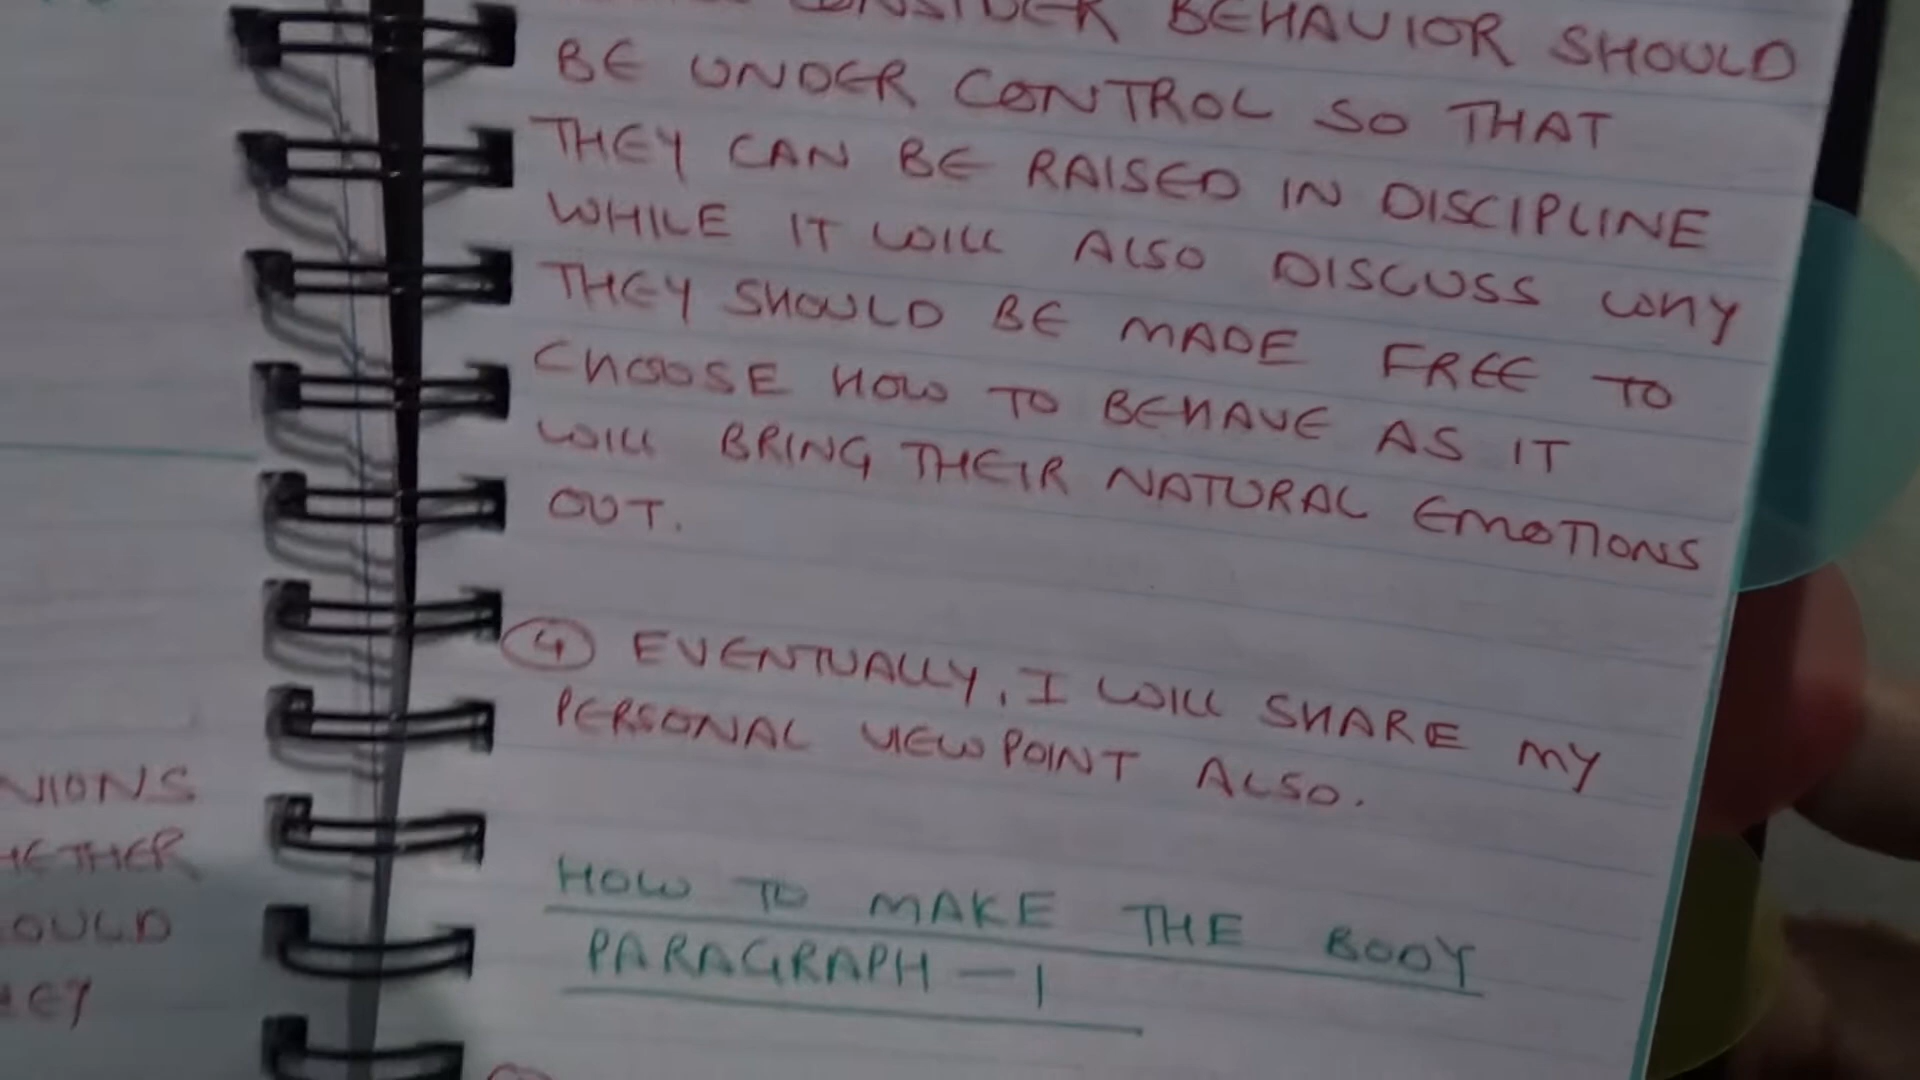 CONSIDER BEHAVIOR SHOULD
BE UNDER CONTROL SO THAT
THEY CAN BE RAISED IN DISCIPLINE
WHILE IT WILL ALSO DISCUSS WHY
THEY SHOULD BE MADE FREE TO
CHOOSE HOW TO BEHAVE AS IT
WILL BRING THEIR NATURAL EMOTIONS
OUT.
4 EVENTUALLY, I WILL SHARE MY
PERSONAL VIEWPOINT ALSO.
HOW TO MAKE THE BODY
PARAGRAPH - 1